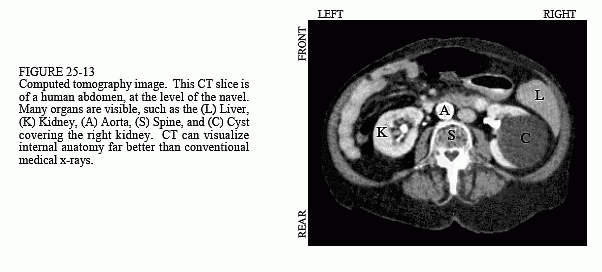 LEFT RIGHT
FRONT
REAR
FIGURE 25-13
Computed tomography image. This CT slice is
of a human abdomen, at the level of the navel.
Many organs are visible, such as the (L) Liver,
(K) Kidney, (A) Aorta, (S) Spine, and (C) Cyst
covering the right kidney. CT can visualize
internal anatomy far better than conventional
medical x-rays.
L
A
K
S
C